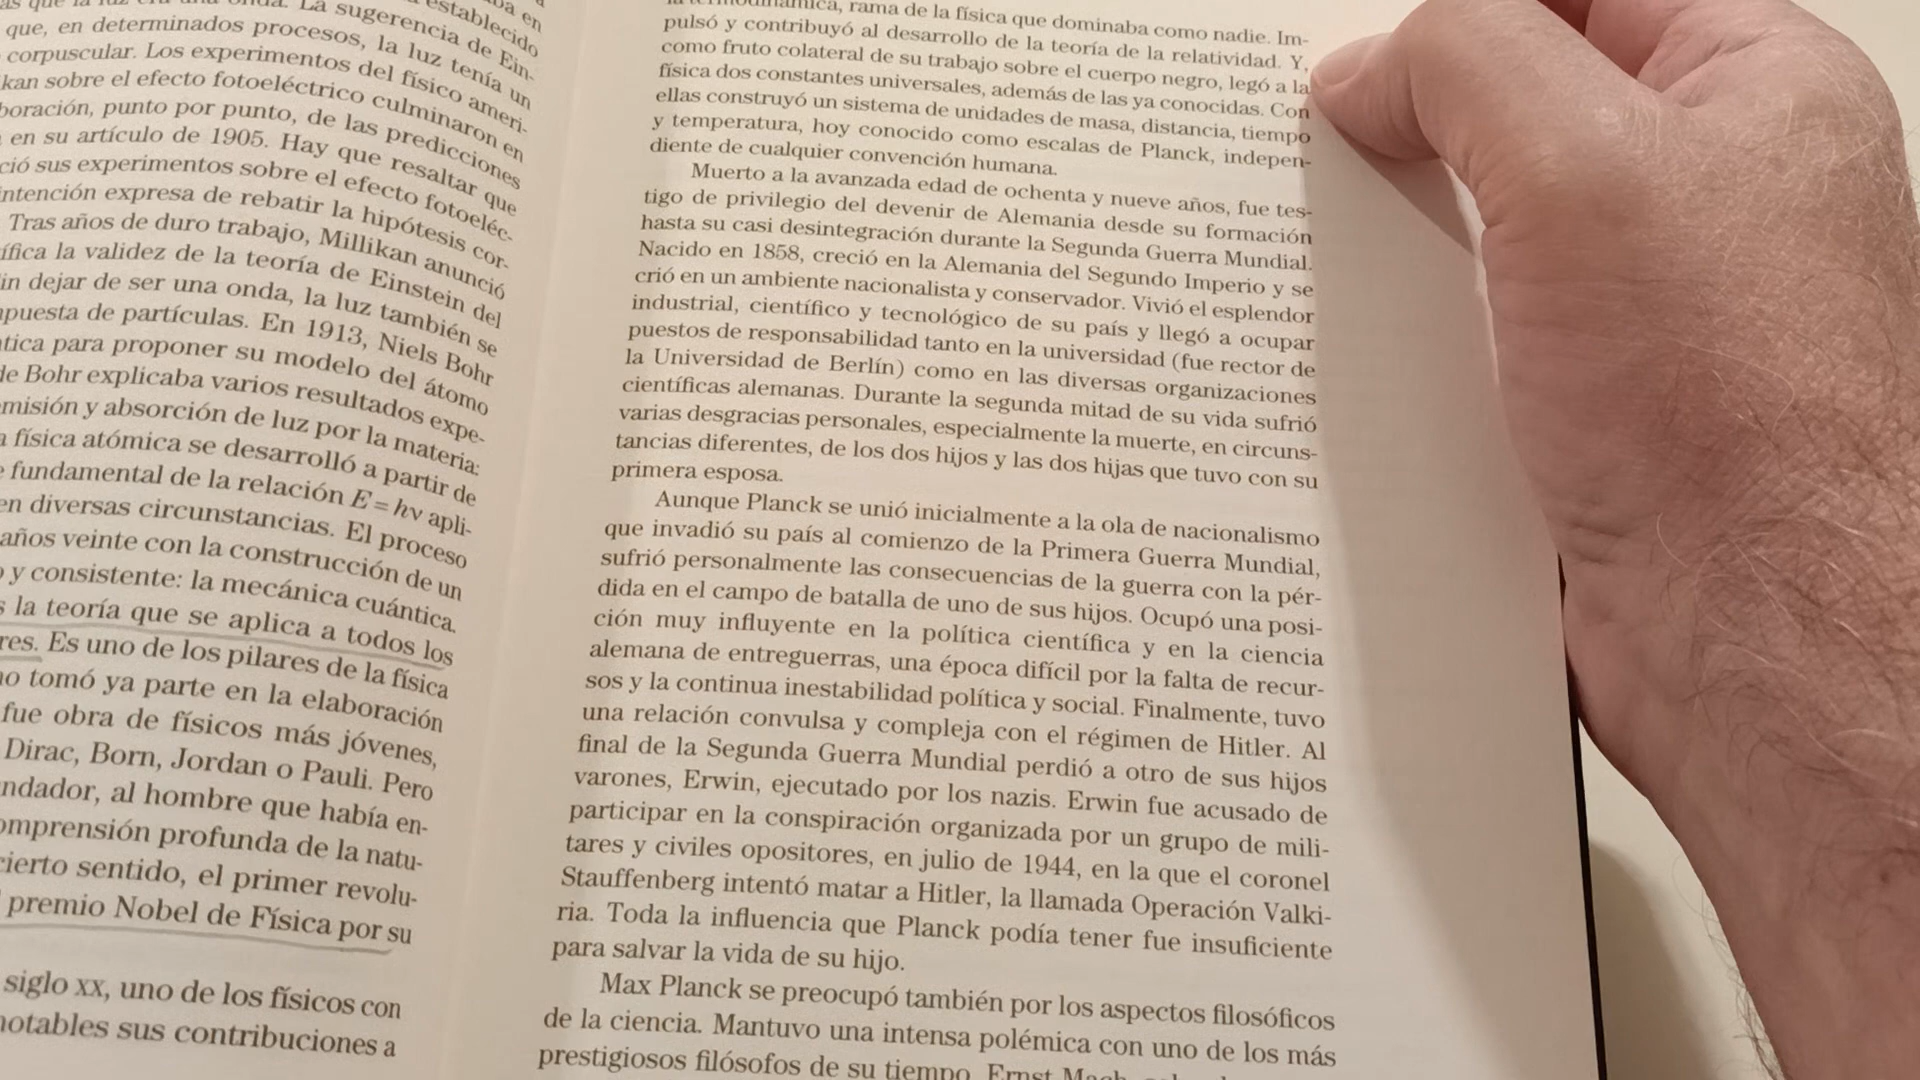 que la luz era una onda. La sugerencia de Ein-
que, en determinados procesos, la luz tenía un
corpuscular. Los experimentos del físico ameri-
kan sobre el efecto fotoeléctrico culminaron en
boración, punto por punto, de las predicciones
en su artículo de 1905. Hay que resaltar que
ció sus experimentos sobre el efecto fotoeléc-
intención expresa de rebatir la hipótesis cor-
Tras años de duro trabajo, Millikan anunció
ífica la validez de la teoría de Einstein del
in dejar de ser una onda, la luz también se
puesta de partículas. En 1913, Niels Bohr
tica para proponer su modelo del átomo
de Bohr explicaba varios resultados expe-
misión y absorción de luz por la materia:
a física atómica se desarrolló a partir de
e fundamental de la relación E = hν apli-
en diversas circunstancias. El proceso
años veinte con la construcción de un
o y consistente: la mecánica cuántica.
s la teoría que se aplica a todos los
res. Es uno de los pilares de la física
no tomó ya parte en la elaboración
fue obra de físicos más jóvenes,
Dirac, Born, Jordan o Pauli. Pero
ndador, al hombre que había en-
omprensión profunda de la natu-
cierto sentido, el primer revolu-
premio Nobel de Física por su
siglo XX, uno de los físicos con
notables sus contribuciones a
rama de la física que dominaba como nadie. Im-
pulsó y contribuyó al desarrollo de la teoría de la relatividad. Y,
como fruto colateral de su trabajo sobre el cuerpo negro, legó a la
física dos constantes universales, además de las ya conocidas. Con
ellas construyó un sistema de unidades de masa, distancia, tiempo
y temperatura, hoy conocido como escalas de Planck, indepen-
diente de cualquier convención humana.
Muerto a la avanzada edad de ochenta y nueve años, fue tes-
tigo de privilegio del devenir de Alemania desde su formación
hasta su casi desintegración durante la Segunda Guerra Mundial.
Nacido en 1858, creció en la Alemania del Segundo Imperio y se
crió en un ambiente nacionalista y conservador. Vivió el esplendor
industrial, científico y tecnológico de su país y llegó a ocupar
puestos de responsabilidad tanto en la universidad (fue rector de
la Universidad de Berlín) como en las diversas organizaciones
científicas alemanas. Durante la segunda mitad de su vida sufrió
varias desgracias personales, especialmente la muerte, en circuns-
tancias diferentes, de los dos hijos y las dos hijas que tuvo con su
primera esposa.
Aunque Planck se unió inicialmente a la ola de nacionalismo
que invadió su país al comienzo de la Primera Guerra Mundial,
sufrió personalmente las consecuencias de la guerra con la pér-
dida en el campo de batalla de uno de sus hijos. Ocupó una posi-
ción muy influyente en la política científica y en la ciencia
alemana de entreguerras, una época difícil por la falta de recur-
sos y la continua inestabilidad política y social. Finalmente, tuvo
una relación convulsa y compleja con el régimen de Hitler. Al
final de la Segunda Guerra Mundial perdió a otro de sus hijos
varones, Erwin, ejecutado por los nazis. Erwin fue acusado de
participar en la conspiración organizada por un grupo de mili-
tares y civiles opositores, en julio de 1944, en la que el coronel
Stauffenberg intentó matar a Hitler, la llamada Operación Valki-
ria. Toda la influencia que Planck podía tener fue insuficiente
para salvar la vida de su hijo.
Max Planck se preocupó también por los aspectos filosóficos
de la ciencia. Mantuvo una intensa polémica con uno de los más
prestigiosos filósofos de su tiempo, Ernst Mach